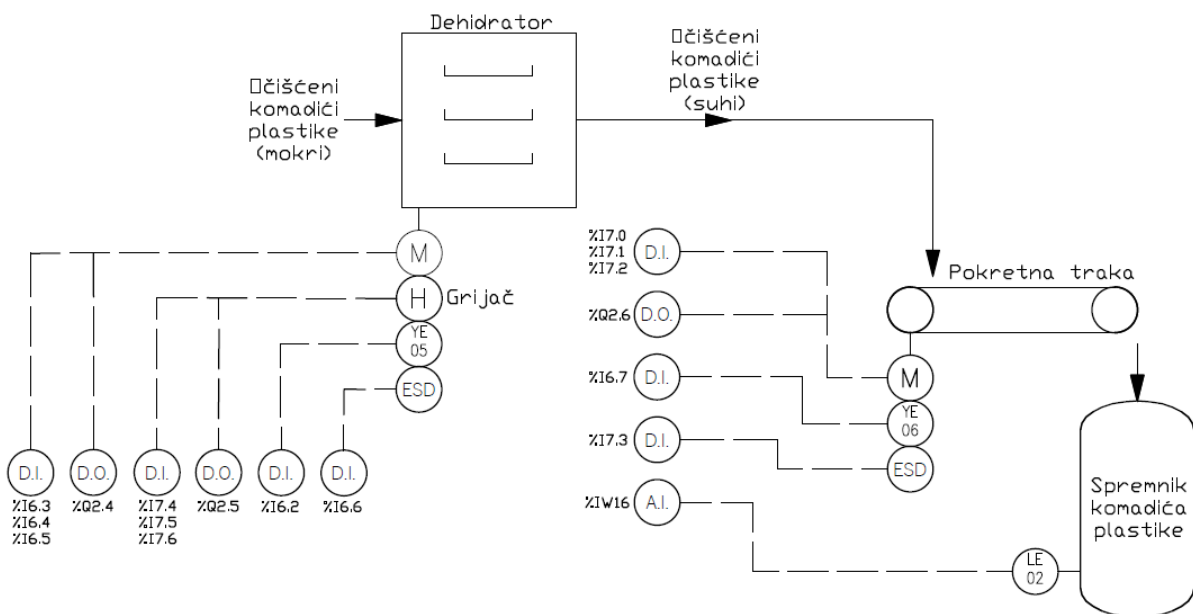 Dehidrator
□čišćeni
komadići
plastike
(mokri)
□čišćeni
komadići
plastike
(suhi)
M
H
Grijač
YE
05
ESD
D.I.
%I6.3
%I6.4
%I6.5
D.O.
%Q2.4
D.I.
%I7.4
%I7.5
%I7.6
D.O.
%Q2.5
D.I.
%I6.2
D.I.
%I6.6
%I7.0
%I7.1
%I7.2
D.I.
%Q2.6
D.O.
%I6.7
D.I.
%I7.3
D.I.
%IW16
A.I.
Pokretna traka
M
YE
06
ESD
LE
02
Spremnik
komadića
plastike